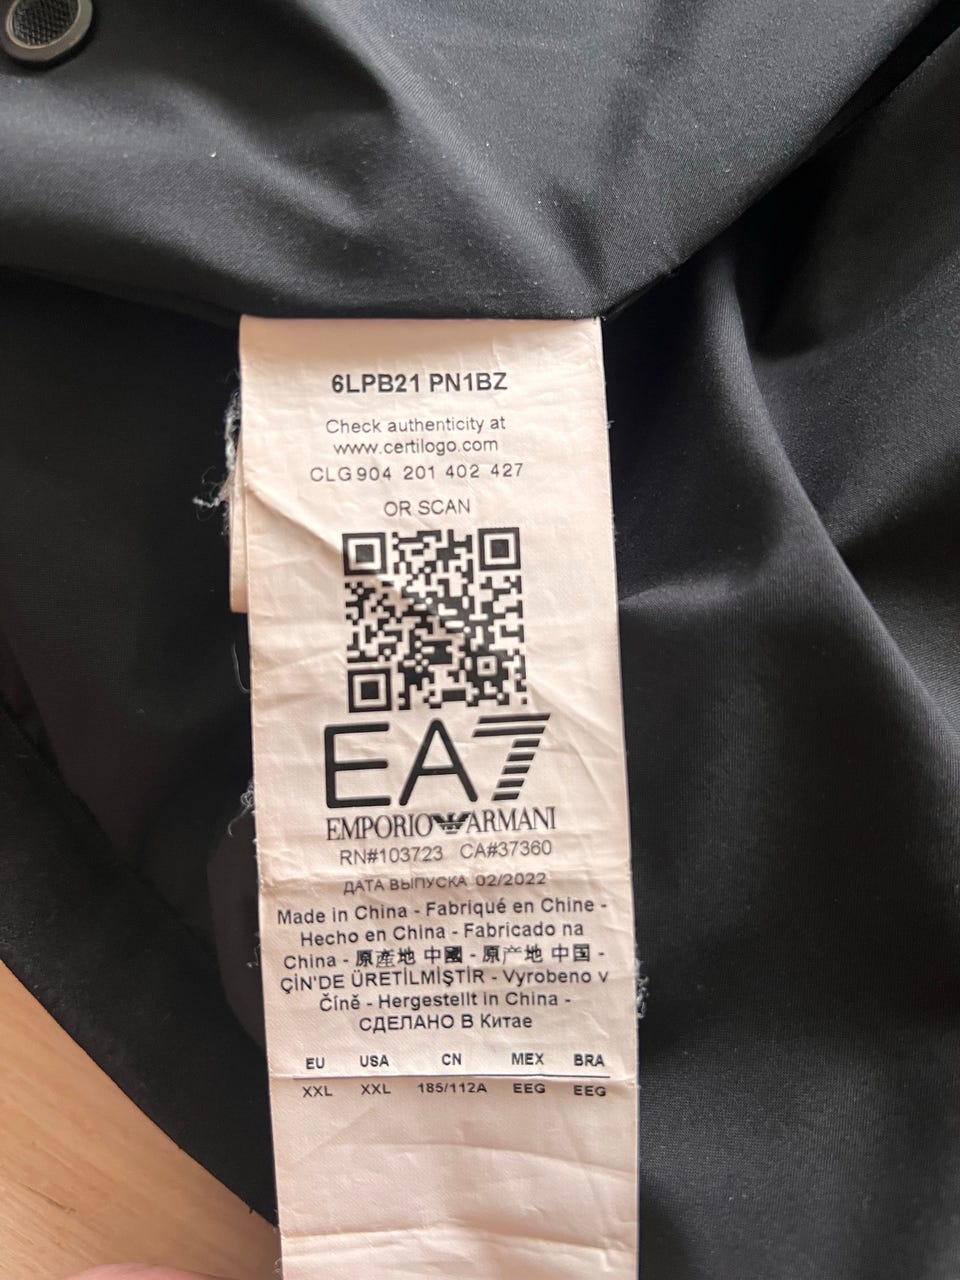 6LPB21 PN1BZ
Check authenticity at
www.certilogo.com
CLG 904 201 402 427
OR SCAN
EA7
EMPORIO ARMANI
RN#103723 CA#37360
ДАТА ВЫПУСКА 02/2022
Made in China - Fabriqué en Chine -
Hecho en China - Fabricado na
China - 原產地 中國 - 原产地 中国 -
ÇİN'DE ÜRETİLMİŞTİR - Vyrobeno v
Číně - Hergestellt in China -
СДЕЛАНО В Китае
EU USA CN MEX BRA
XXL XXL 185/112A EEG EEG